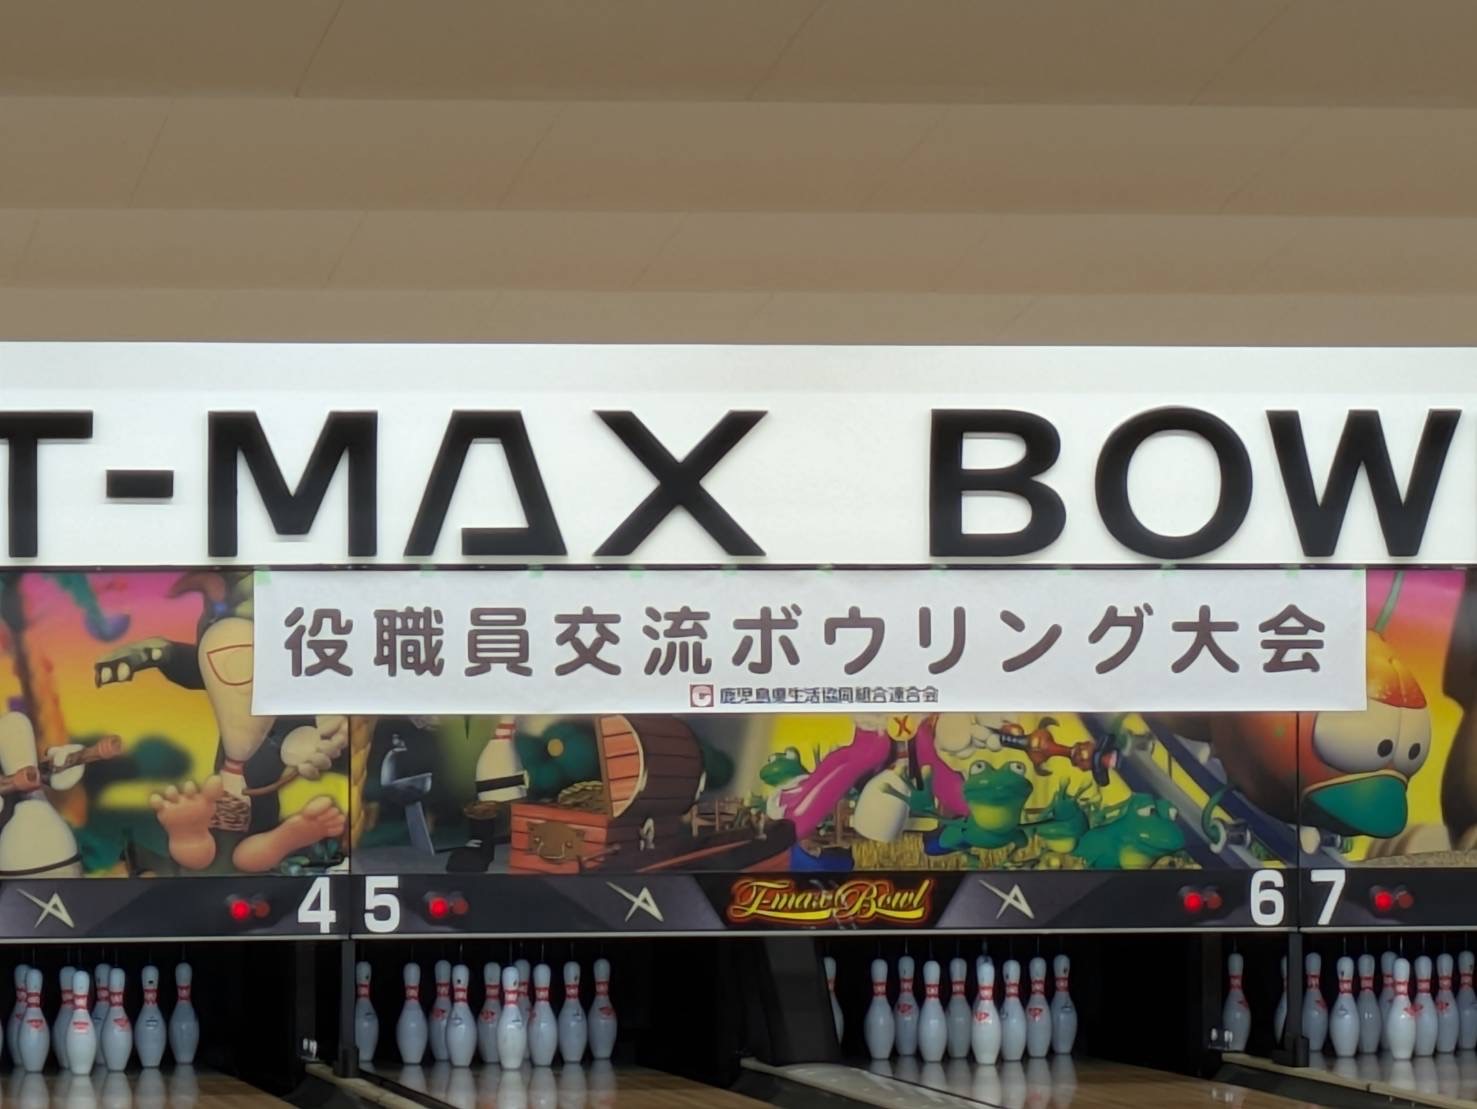 T-MAX BOW
役職員交流ボウリング大会
鹿児島県生活協同組合連合会
4 5 6 7
T-max Bowl